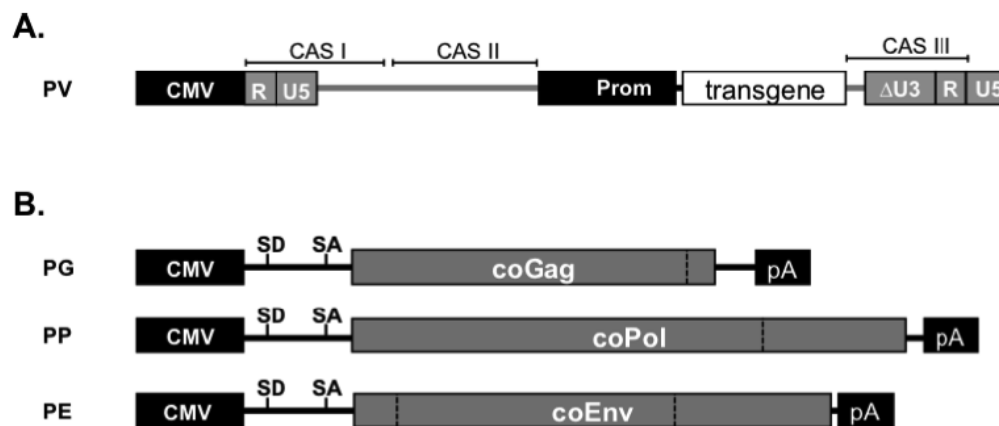 A.
CAS I CAS II CAS III
PV CMV R U5 Prom transgene ΔU3 R U5
B.
SD SA
PG CMV coGag pA
SD SA
PP CMV coPol pA
SD SA
PE CMV coEnv pA